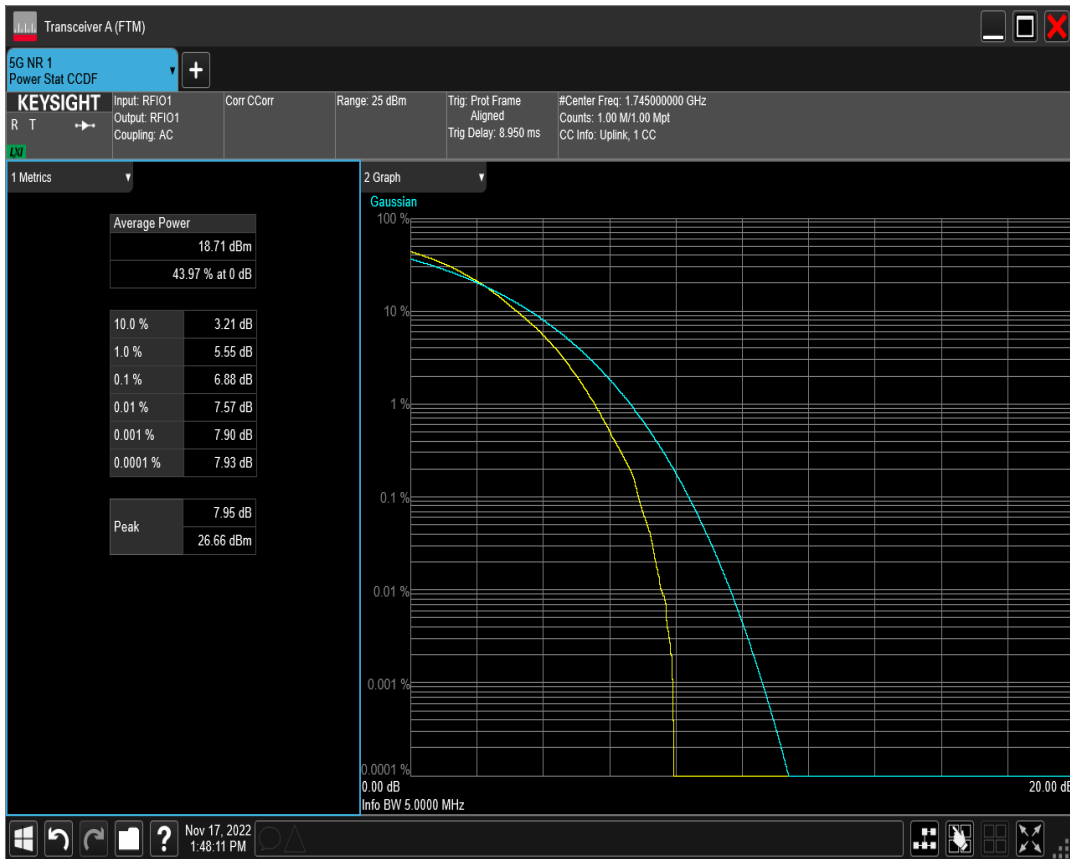 Transceiver A (FTM)
5G NR 1
Power Stat CCDF
+
KEYSIGHT
R T
LXI
Input: RFIO1
Output: RFIO1
Coupling: AC
Corr CCorr
Range: 25 dBm
Trig: Prot Frame
Aligned
Trig Delay: 8.950 ms
#Center Freq: 1.745000000 GHz
Counts: 1.00 M/1.00 Mpt
CC Info: Uplink, 1 CC
1 Metrics
Average Power
18.71 dBm
43.97 % at 0 dB
10.0 % 3.21 dB
1.0 % 5.55 dB
0.1 % 6.88 dB
0.01 % 7.57 dB
0.001 % 7.90 dB
0.0001 % 7.93 dB
Peak 7.95 dB
26.66 dBm
2 Graph
Gaussian
100 %
10 %
1 %
0.1 %
0.01 %
0.001 %
0.0001 %
0.00 dB 20.00 dB
Info BW 5.0000 MHz
?
Nov 17, 2022
1:48:11 PM